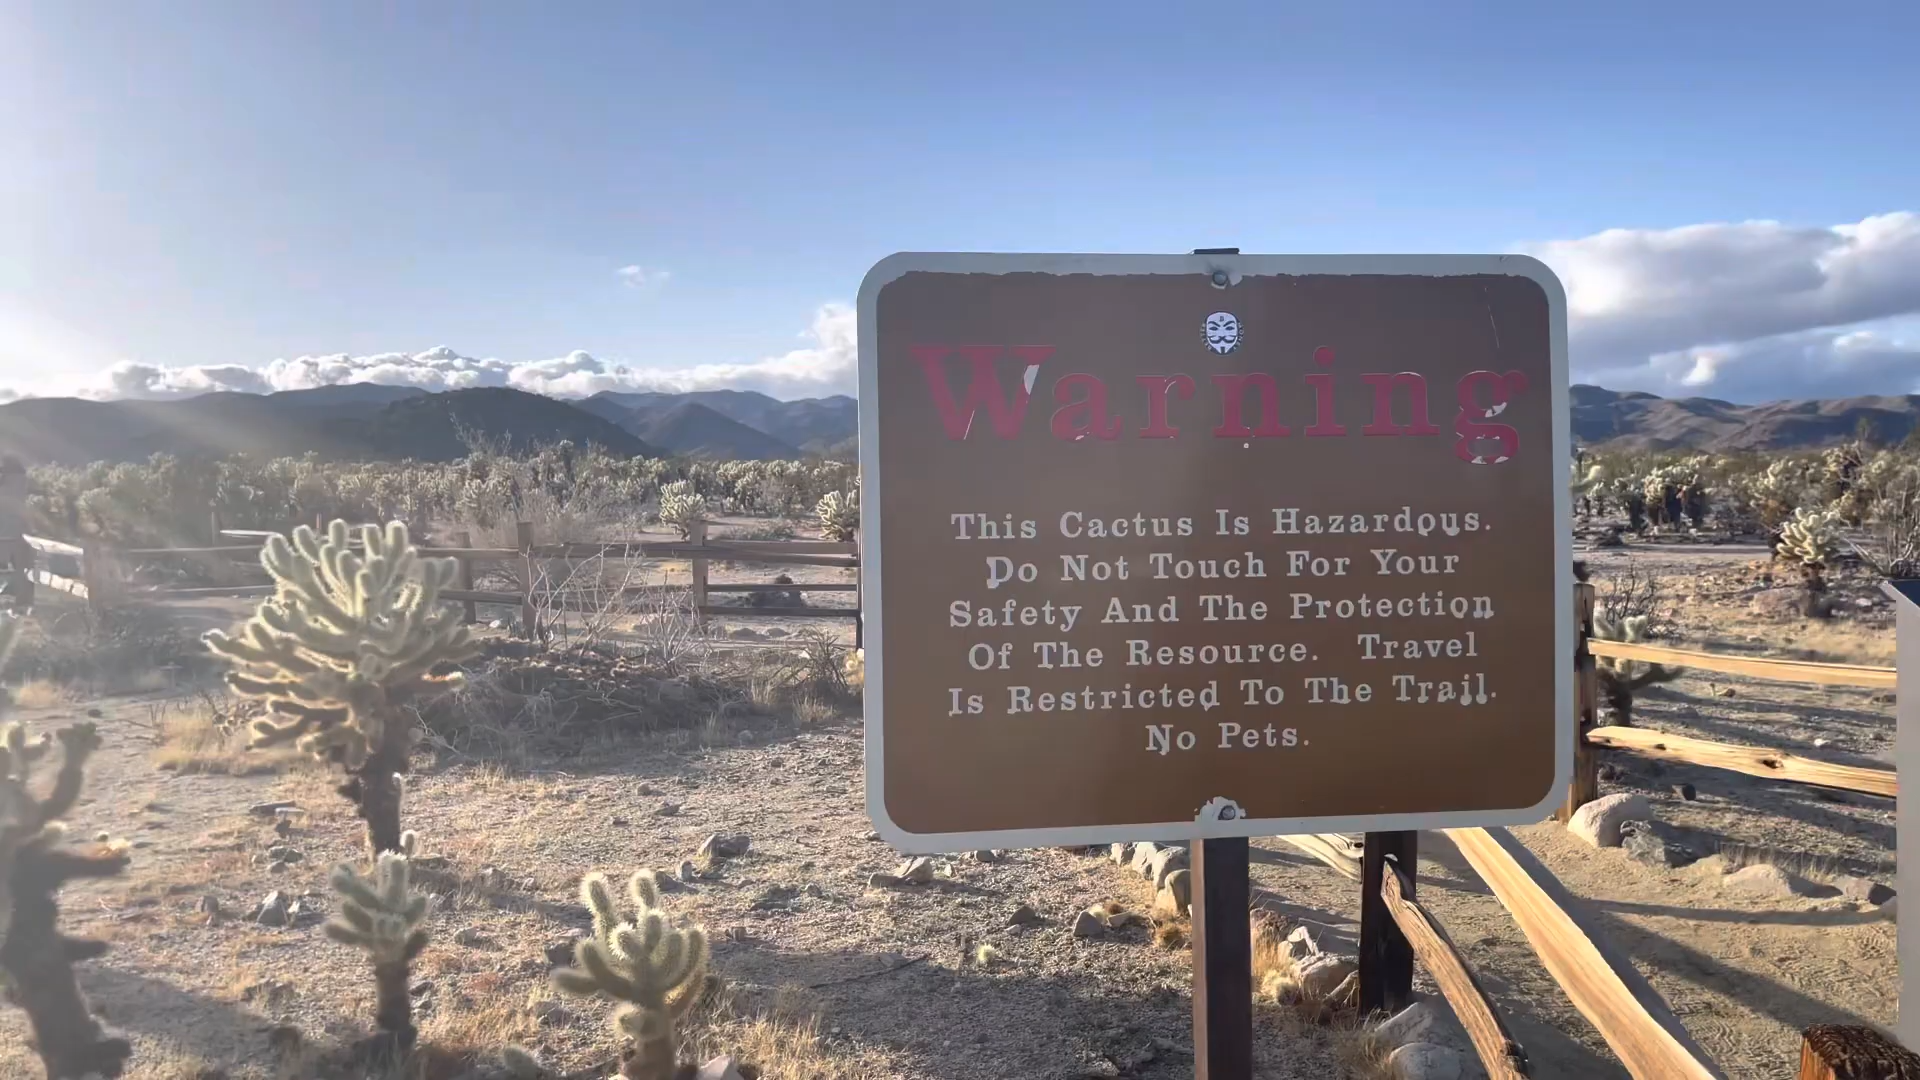 Warning
This Cactus Is Hazardous.
Do Not Touch For Your
Safety And The Protection
Of The Resource. Travel
Is Restricted To The Trail.
No Pets.